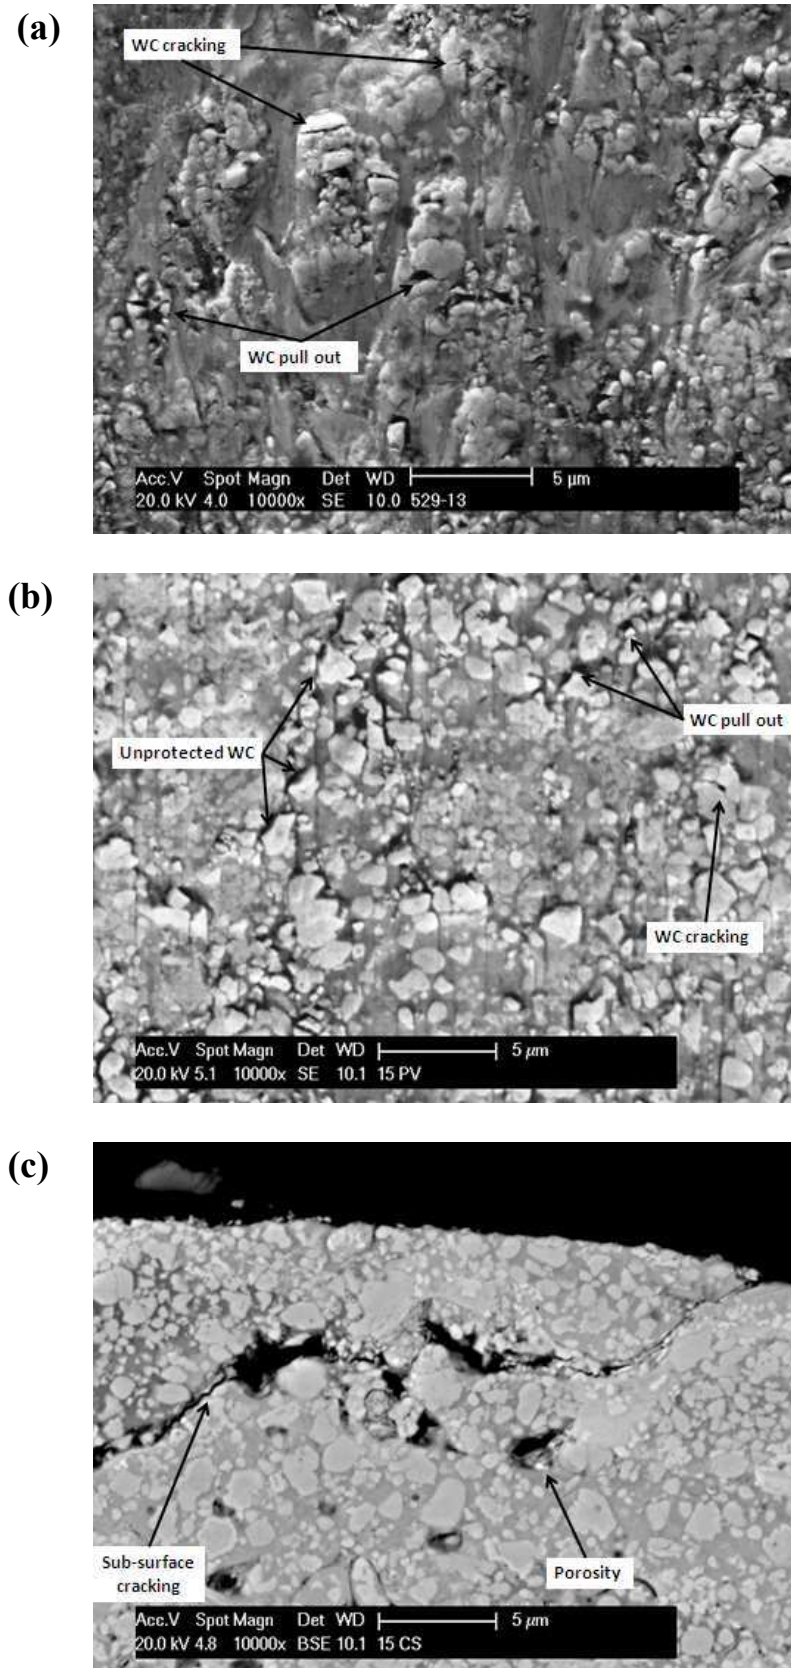 (a)
WC cracking
WC pull out
Acc.V Spot Magn Det WD 5 µm
20.0 kV 4.0 10000x SE 10.0 529-13
(b)
WC pull out
Unprotected WC
WC cracking
Acc.V Spot Magn Det WD 5 µm
20.0 kV 5.1 10000x SE 10.1 15 PV
(c)
Sub-surface
cracking
Porosity
Acc.V Spot Magn Det WD 5 µm
20.0 kV 4.8 10000x BSE 10.1 15 CS